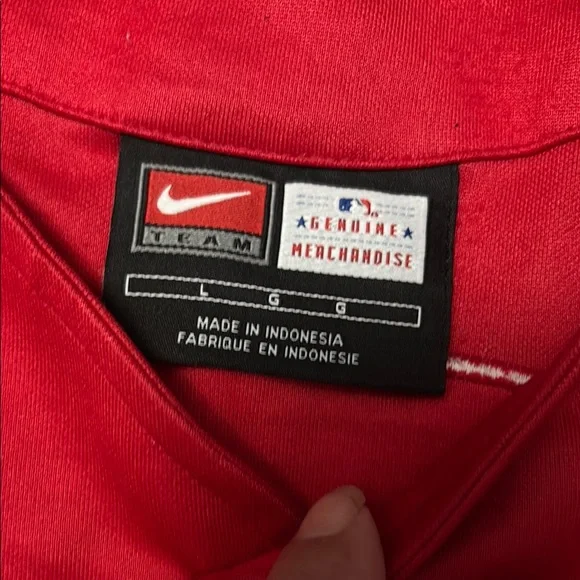 TEAM
GENUINE
MERCHANDISE
L G G
MADE IN INDONESIA
FABRIQUE EN INDONESIE